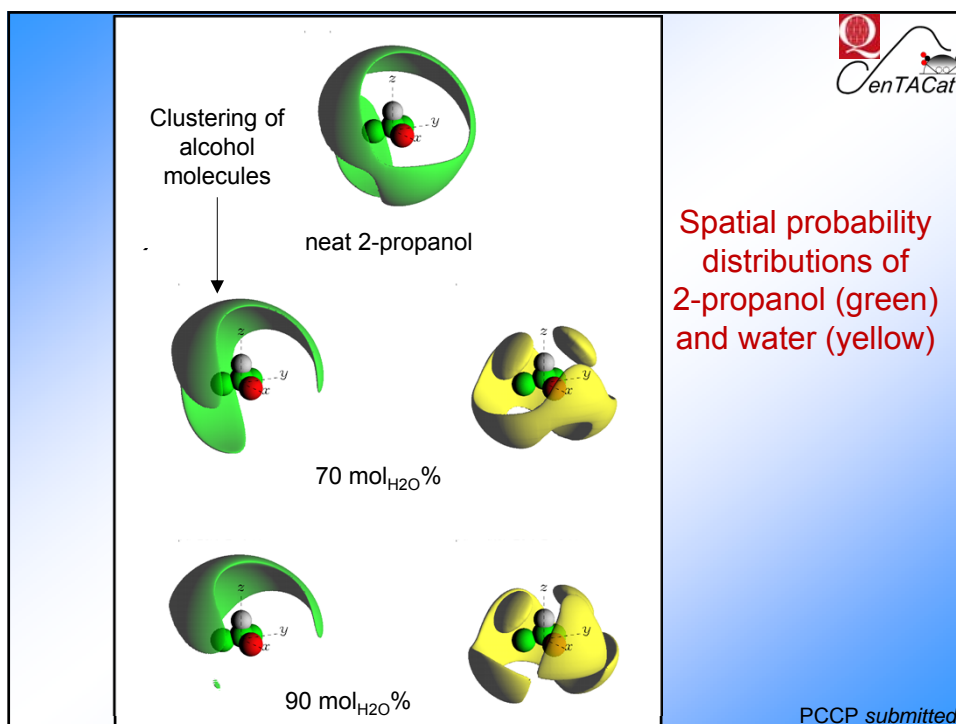 Q
CenTACat
Clustering of
alcohol
molecules
z
y
x
neat 2-propanol
Spatial probability
distributions of
2-propanol (green)
and water (yellow)
z
y
x
z
y
x
70 molH2O%
z
y
x
z
y
x
90 molH2O%
PCCP submitted